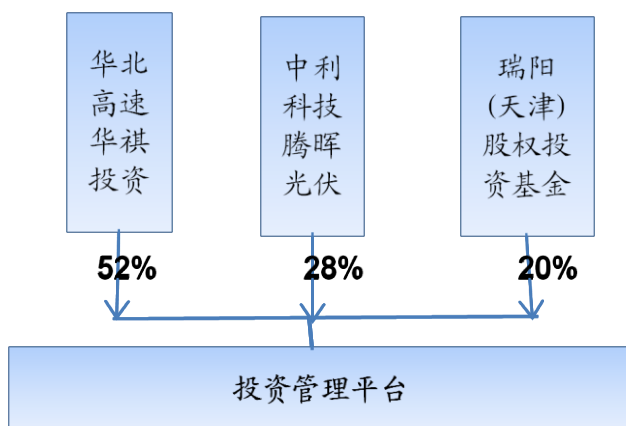 华北
高速
华祺
投资
中利
科技
腾晖
光伏
瑞阳
(天津)
股权投
资基金
52%
28%
20%
投资管理平台